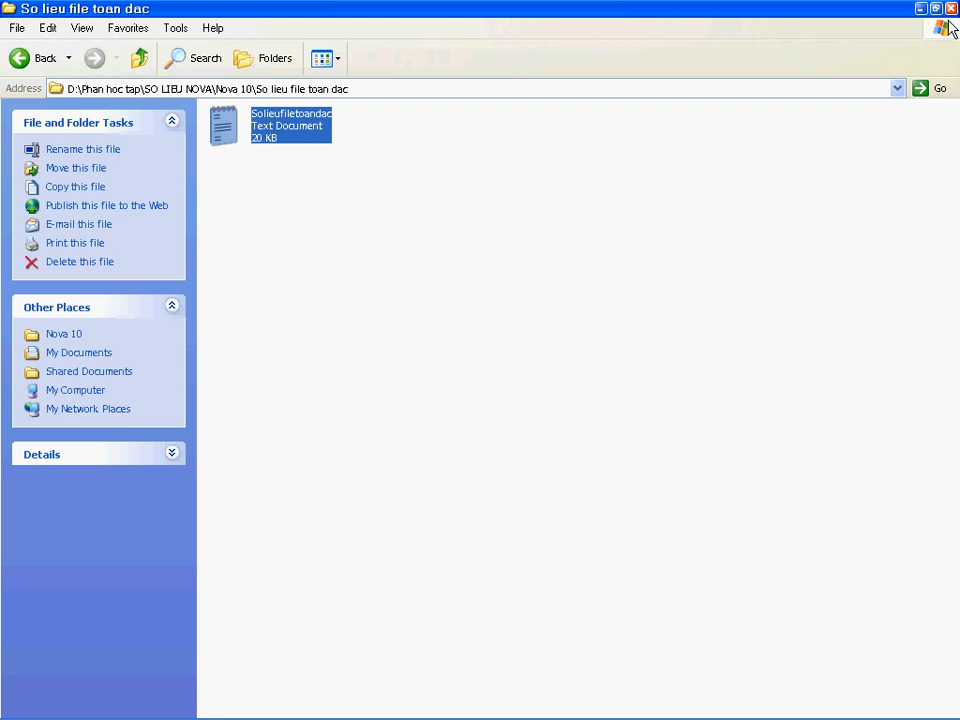 So lieu file toan dac
File Edit View Favorites Tools Help
Back Search Folders
Address D:\Phan hoc tap\SO LIEU NOVA\Nova 10\So lieu file toan dac Go
File and Folder Tasks
Rename this file
Move this file
Copy this file
Publish this file to the Web
E-mail this file
Print this file
Delete this file
Other Places
Nova 10
My Documents
Shared Documents
My Computer
My Network Places
Details
Solieufiletoandac
Text Document
20 KB